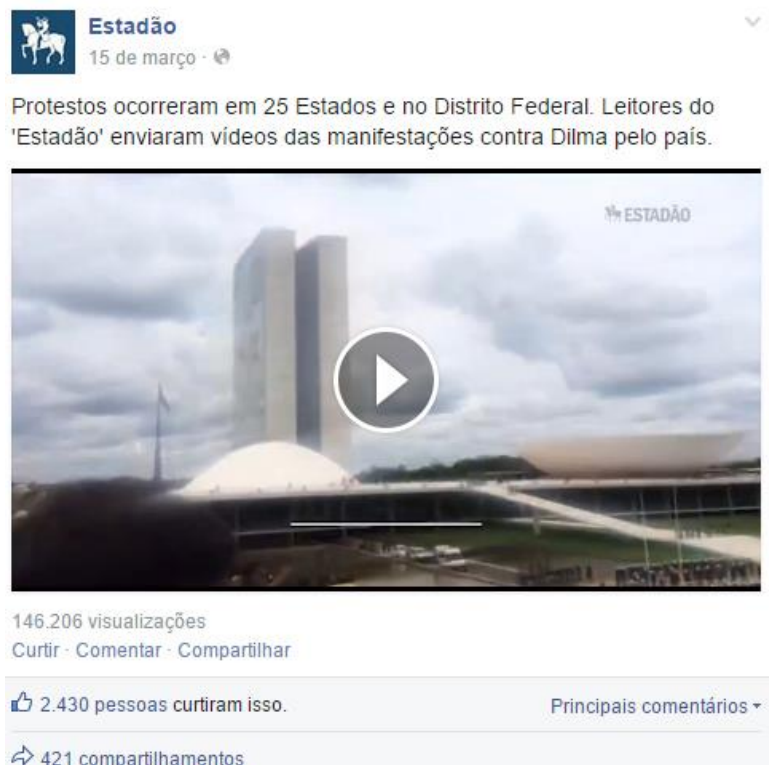 Estadão
15 de março ·
Protestos ocorreram em 25 Estados e no Distrito Federal. Leitores do
'Estadão' enviaram vídeos das manifestações contra Dilma pelo país.
ESTADÃO
146.206 visualizações
Curtir · Comentar · Compartilhar
2.430 pessoas curtiram isso.
Principais comentários
421 compartilhamentos